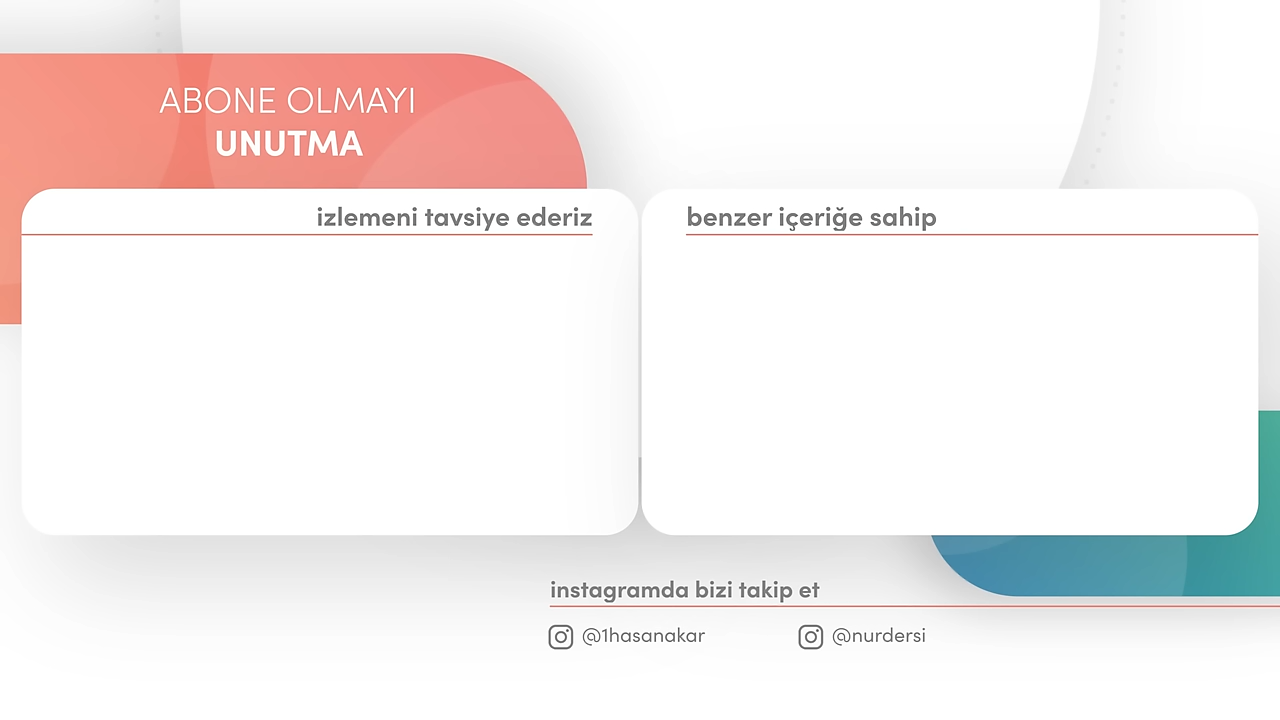 ABONE OLMAYI
UNUTMA
izlemeni tavsiye ederiz
benzer içeriğe sahip
instagramda bizi takip et
@1hasanakar
@nurdersi